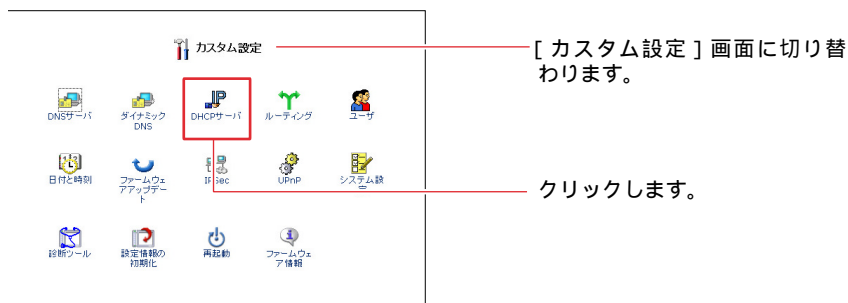 カスタム設定
[ カスタム設定 ] 画面に切り替
わります。
DNSサーバ
ダイナミック
DNS
DHCPサーバ
ルーティング
ユーザ
日付と時刻
ファームウェ
アアップデー
ト
IPSec
UPnP
システム設
定
クリックします。
診断ツール
設定情報の
初期化
再起動
ファームウェ
ア情報